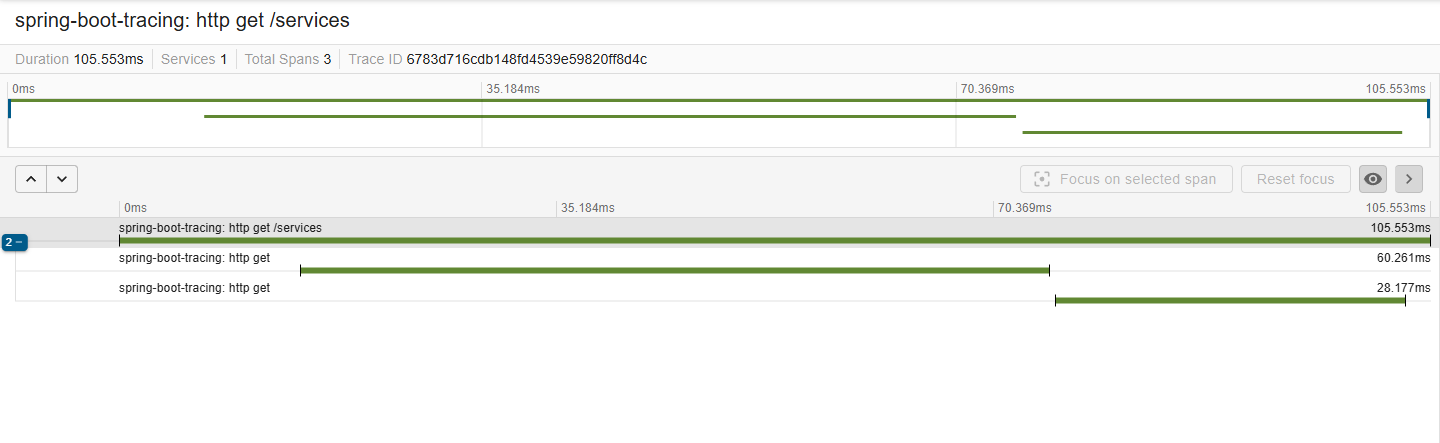 spring-boot-tracing: http get /services
Duration 105.553ms Services 1 Total Spans 3 Trace ID 6783d716cdb148fd4539e59820ff8d4c
0ms 35.184ms 70.369ms 105.553ms
Focus on selected span Reset focus
0ms 35.184ms 70.369ms 105.553ms
spring-boot-tracing: http get /services 105.553ms
2 −
spring-boot-tracing: http get 60.261ms
spring-boot-tracing: http get 28.177ms